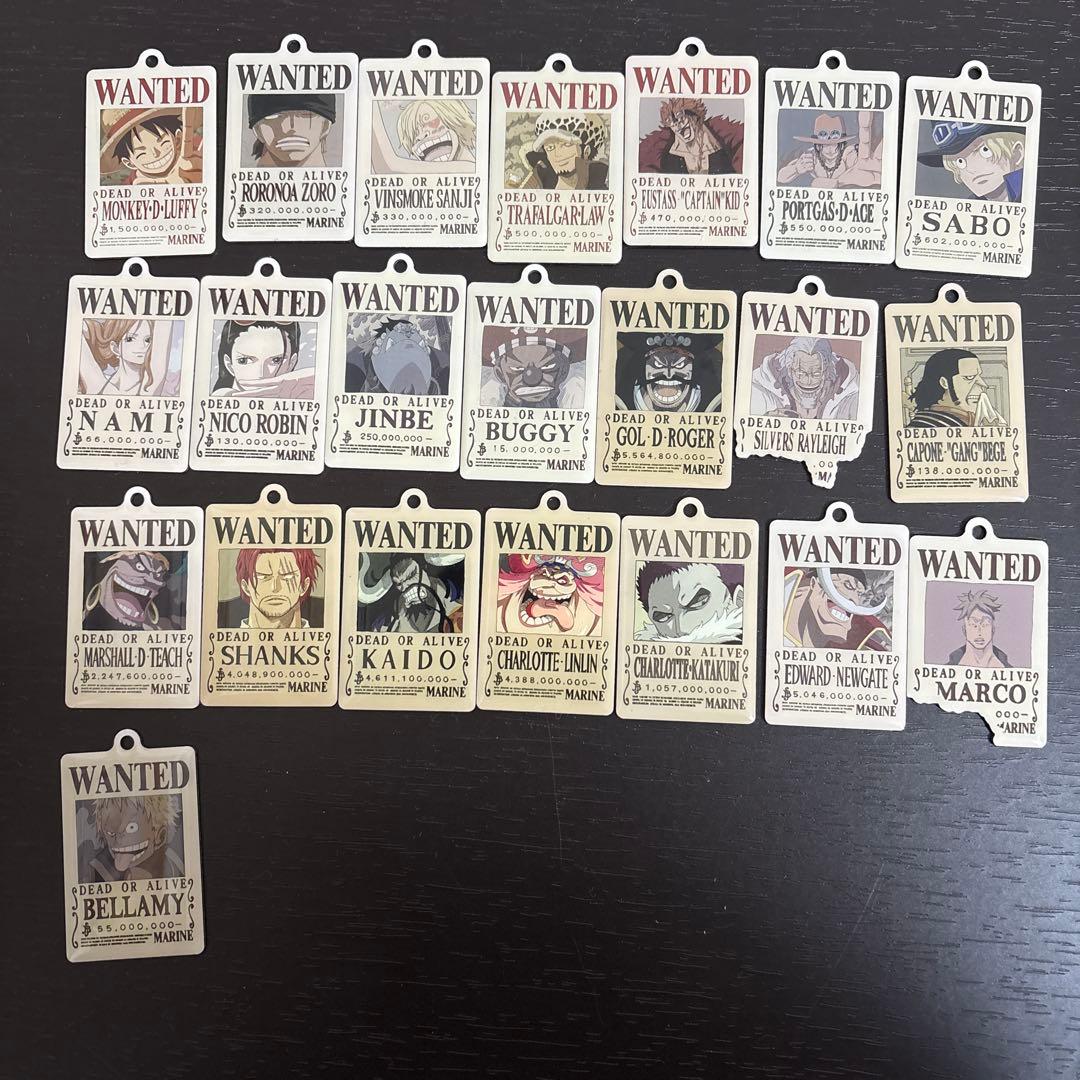 WANTED
DEAD OR ALIVE
MONKEY·D·LUFFY
1,500,000,000-
MARINE
WANTED
DEAD OR ALIVE
RORONOA ZORO
320,000,000-
MARINE
WANTED
DEAD OR ALIVE
VINSMOKE SANJI
330,000,000-
MARINE
WANTED
DEAD OR ALIVE
TRAFALGAR·LAW
500,000,000-
MARINE
WANTED
DEAD OR ALIVE
EUSTASS·"CAPTAIN"KID
470,000,000-
MARINE
WANTED
DEAD OR ALIVE
PORTGAS·D·ACE
550,000,000-
MARINE
WANTED
DEAD OR ALIVE
SABO
602,000,000-
MARINE
WANTED
DEAD OR ALIVE
NAMI
66,000,000-
MARINE
WANTED
DEAD OR ALIVE
NICO ROBIN
130,000,000-
MARINE
WANTED
DEAD OR ALIVE
JINBE
250,000,000-
MARINE
WANTED
DEAD OR ALIVE
BUGGY
15,000,000-
MARINE
WANTED
DEAD OR ALIVE
GOL·D·ROGER
5,564,800,000-
MARINE
WANTED
DEAD OR ALIVE
SILVERS RAYLEIGH
WANTED
DEAD OR ALIVE
CAPONE·"GANG"BEGE
138,000,000-
MARINE
WANTED
DEAD OR ALIVE
MARSHALL·D·TEACH
2,247,600,000-
MARINE
WANTED
DEAD OR ALIVE
SHANKS
4,048,900,000-
MARINE
WANTED
DEAD OR ALIVE
KAIDO
4,611,100,000-
MARINE
WANTED
DEAD OR ALIVE
CHARLOTTE·LINLIN
4,388,000,000-
MARINE
WANTED
DEAD OR ALIVE
CHARLOTTE·KATAKURI
1,057,000,000-
MARINE
WANTED
DEAD OR ALIVE
EDWARD·NEWGATE
5,046,000,000-
MARINE
WANTED
DEAD OR ALIVE
MARCO
000-
ARINE
WANTED
DEAD OR ALIVE
BELLAMY
55,000,000-
MARINE